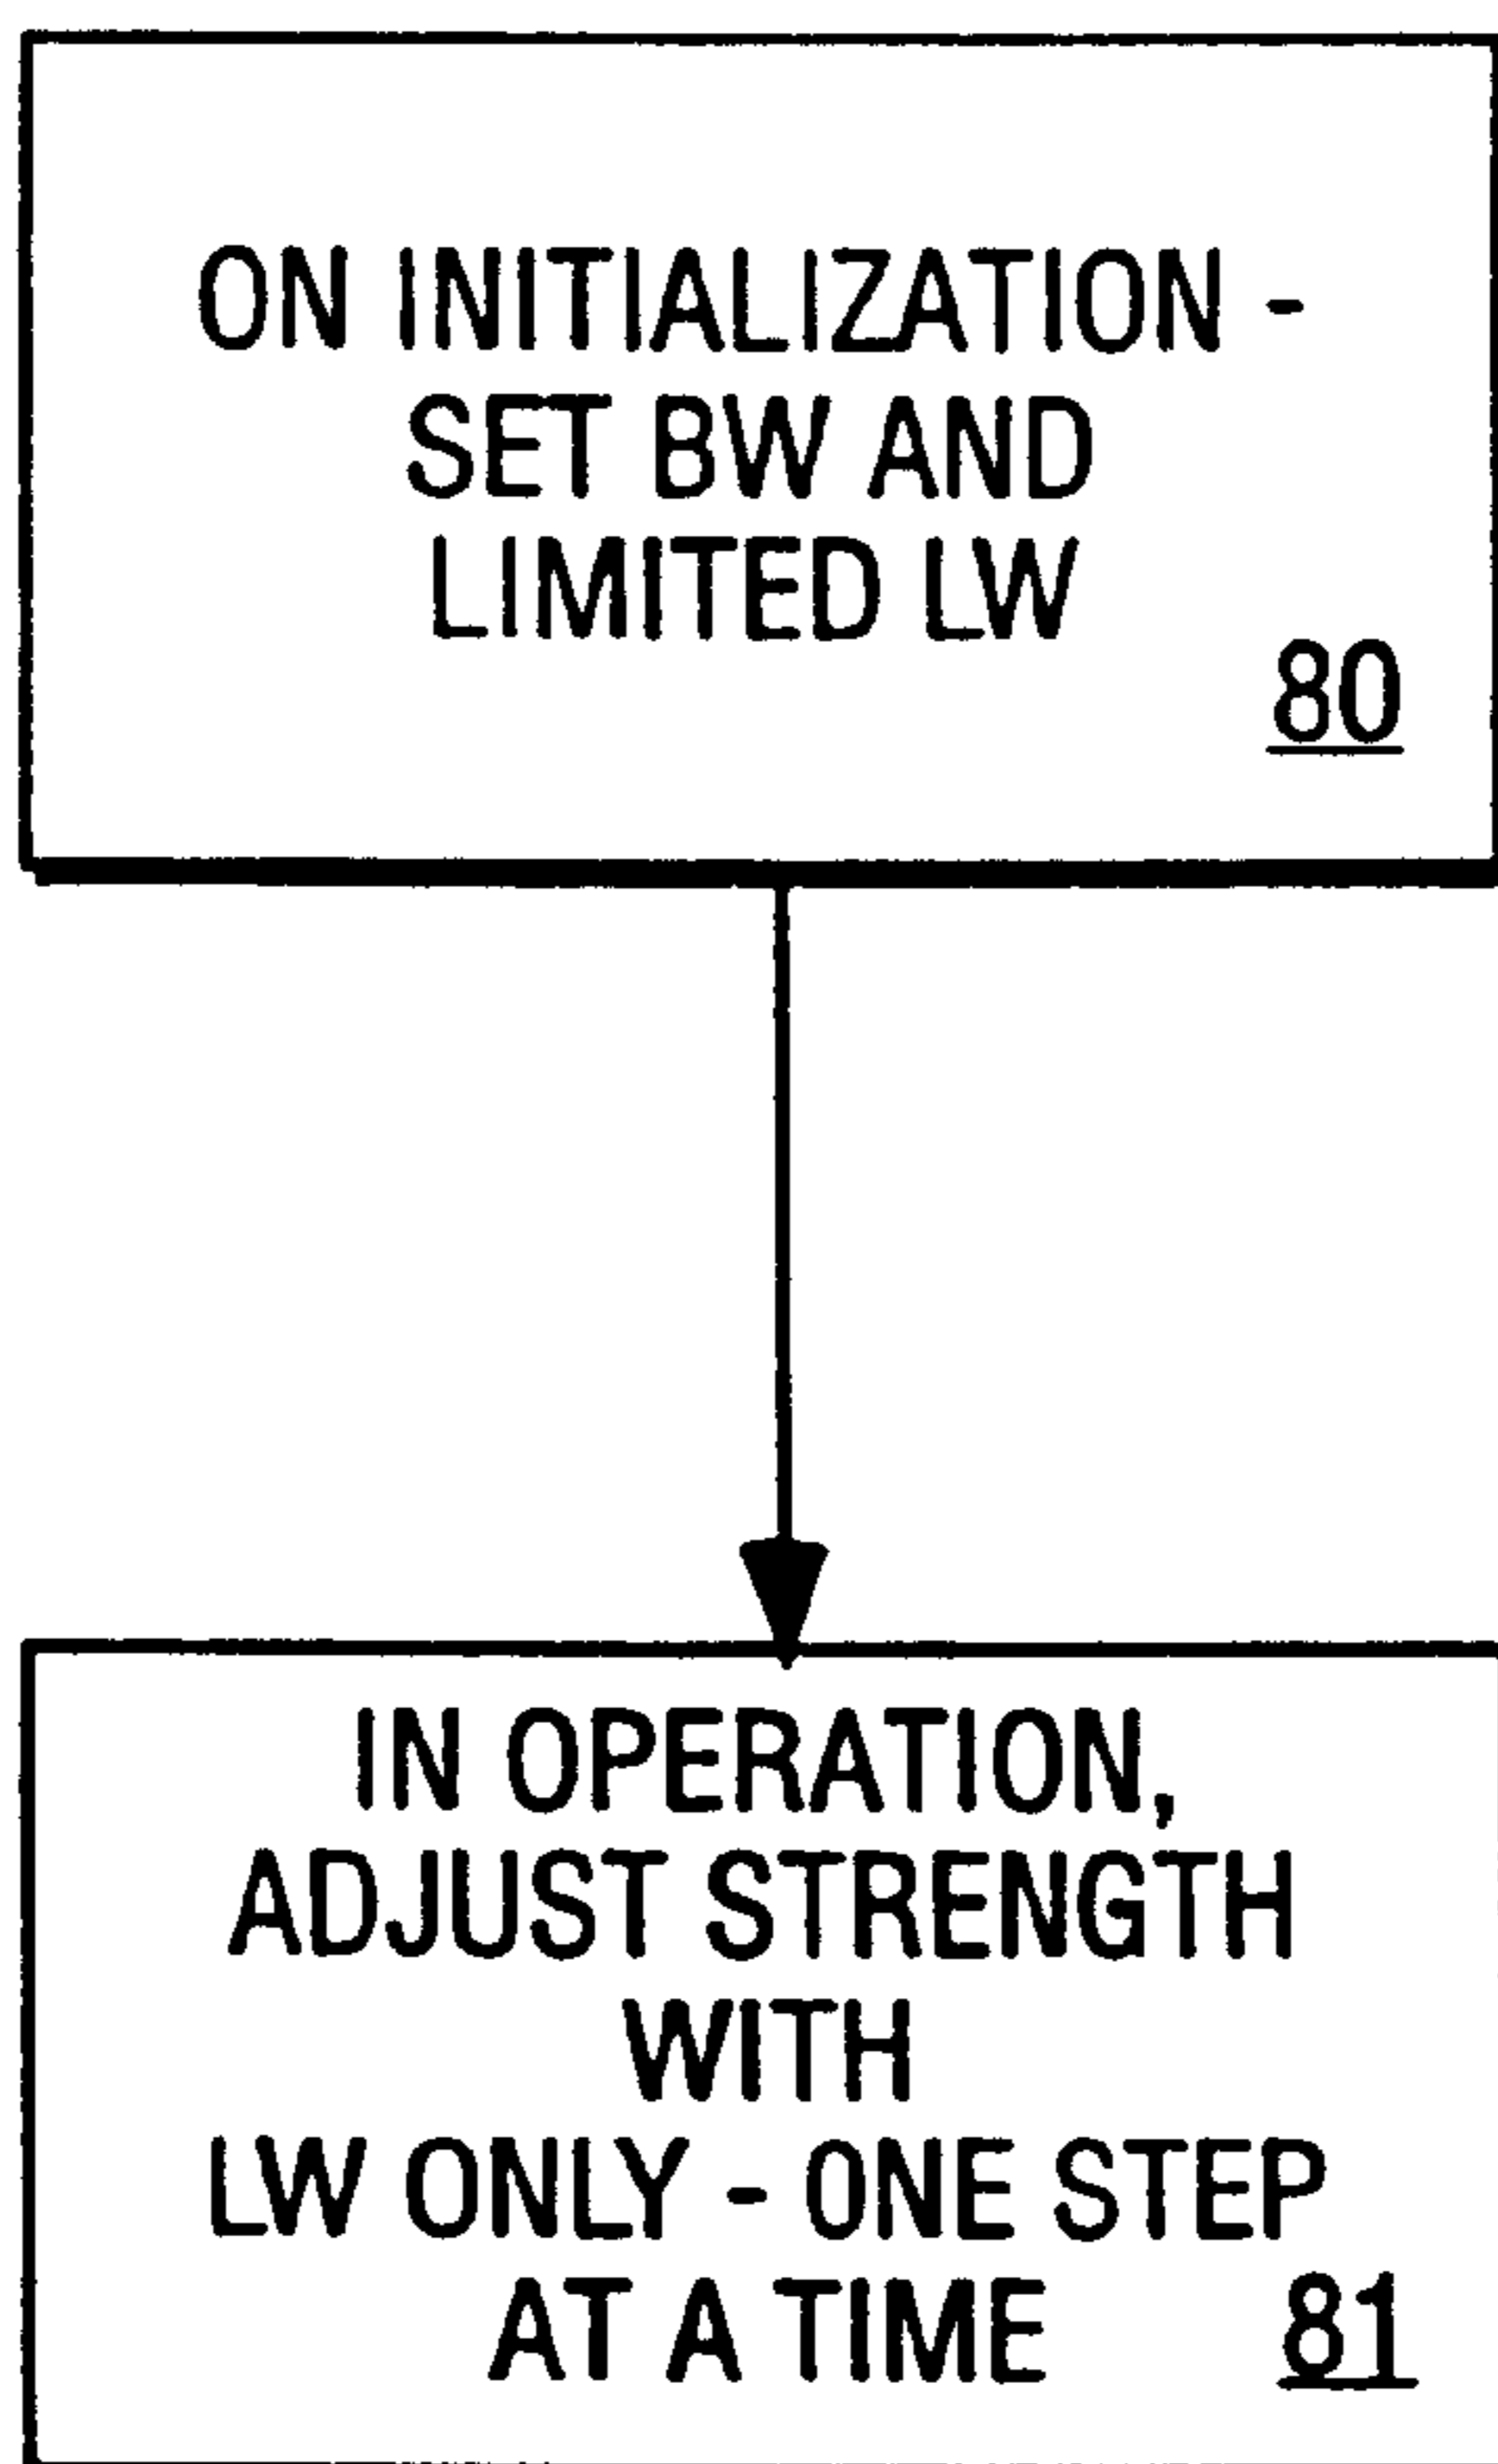 ON INITIALIZATION -
SET BW AND
LIMITED LW
80
IN OPERATION,
ADJUST STRENGTH
WITH
LW ONLY - ONE STEP
AT A TIME 81